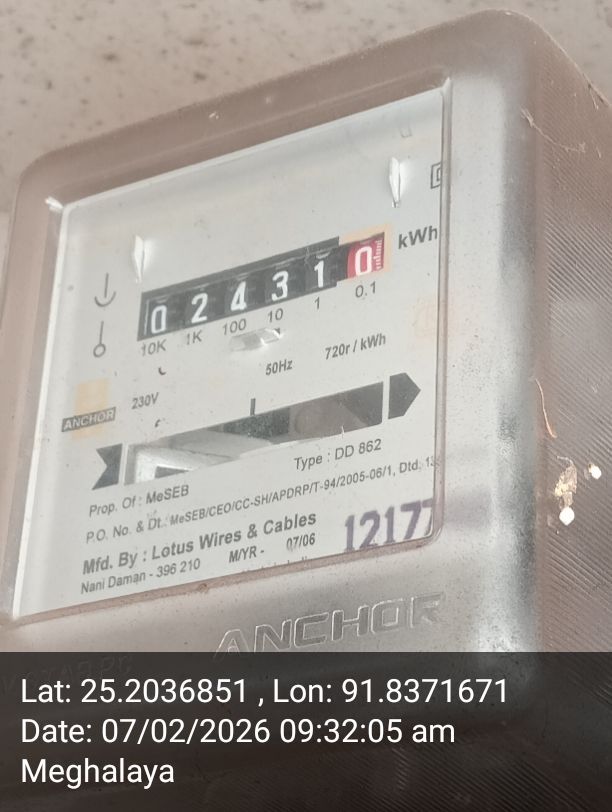 kWh
0 2 4 3 1 0
10K 1K 100 10 1 0.1
50Hz 720r / kWh
ANCHOR 230V
Type : DD 862
Prop. Of : MeSEB
P.O. No. & Dt.: MeSEB/CEO/CC-SH/APDRP/T-94/2005-06/1, Dtd.
Mfd. By : Lotus Wires & Cables
Nani Daman - 396 210 M/YR - 07/06
12177
ANCHOR
Lat: 25.2036851 , Lon: 91.8371671
Date: 07/02/2026 09:32:05 am
Meghalaya